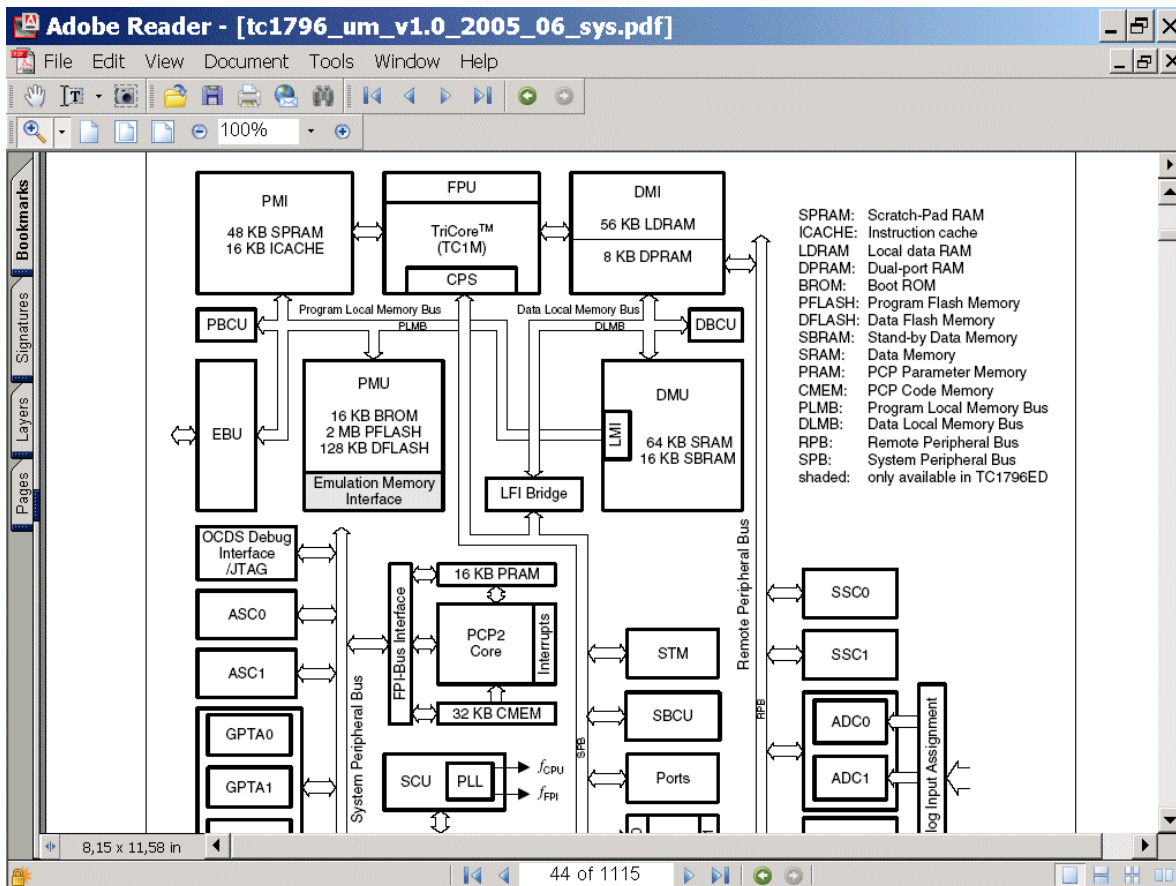 Adobe Reader - [tc1796_um_v1.0_2005_06_sys.pdf]
File Edit View Document Tools Window Help
100%
Bookmarks
Signatures
Layers
Pages
PMI
48 KB SPRAM
16 KB ICACHE
FPU
TriCore™
(TC1M)
CPS
DMI
56 KB LDRAM
8 KB DPRAM
SPRAM: Scratch-Pad RAM
ICACHE: Instruction cache
LDRAM Local data RAM
DPRAM: Dual-port RAM
BROM: Boot ROM
PFLASH: Program Flash Memory
DFLASH: Data Flash Memory
SBRAM: Stand-by Data Memory
SRAM: Data Memory
PRAM: PCP Parameter Memory
CMEM: PCP Code Memory
PLMB: Program Local Memory Bus
DLMB: Data Local Memory Bus
RPB: Remote Peripheral Bus
SPB: System Peripheral Bus
shaded: only available in TC1796ED
Program Local Memory Bus
PLMB
Data Local Memory Bus
DLMB
PBCU
DBCU
EBU
PMU
16 KB BROM
2 MB PFLASH
128 KB DFLASH
Emulation Memory
Interface
DMU
LMI
64 KB SRAM
16 KB SBRAM
LFI Bridge
OCDS Debug
Interface
/JTAG
ASC0
ASC1
GPTA0
GPTA1
System Peripheral Bus
FPI-Bus Interface
16 KB PRAM
PCP2
Core
Interrupts
32 KB CMEM
SCU
PLL
fCPU
fFPI
SPB
STM
SBCU
Ports
Remote Peripheral Bus
RPB
SSC0
SSC1
ADC0
ADC1
log Input Assignment
8,15 x 11,58 in
44 of 1115